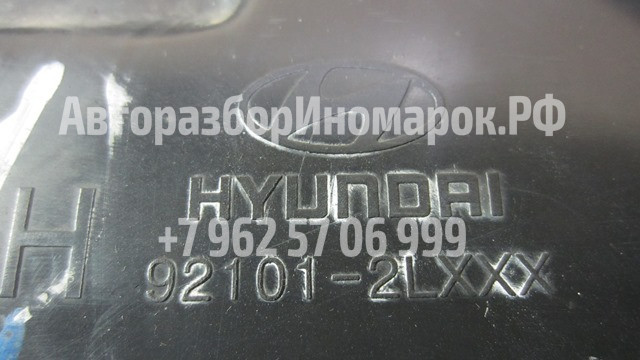 АвторазборИномарок.РФ
HYUNDAI
+7 962 57 06 999
H
92101-2LXXX